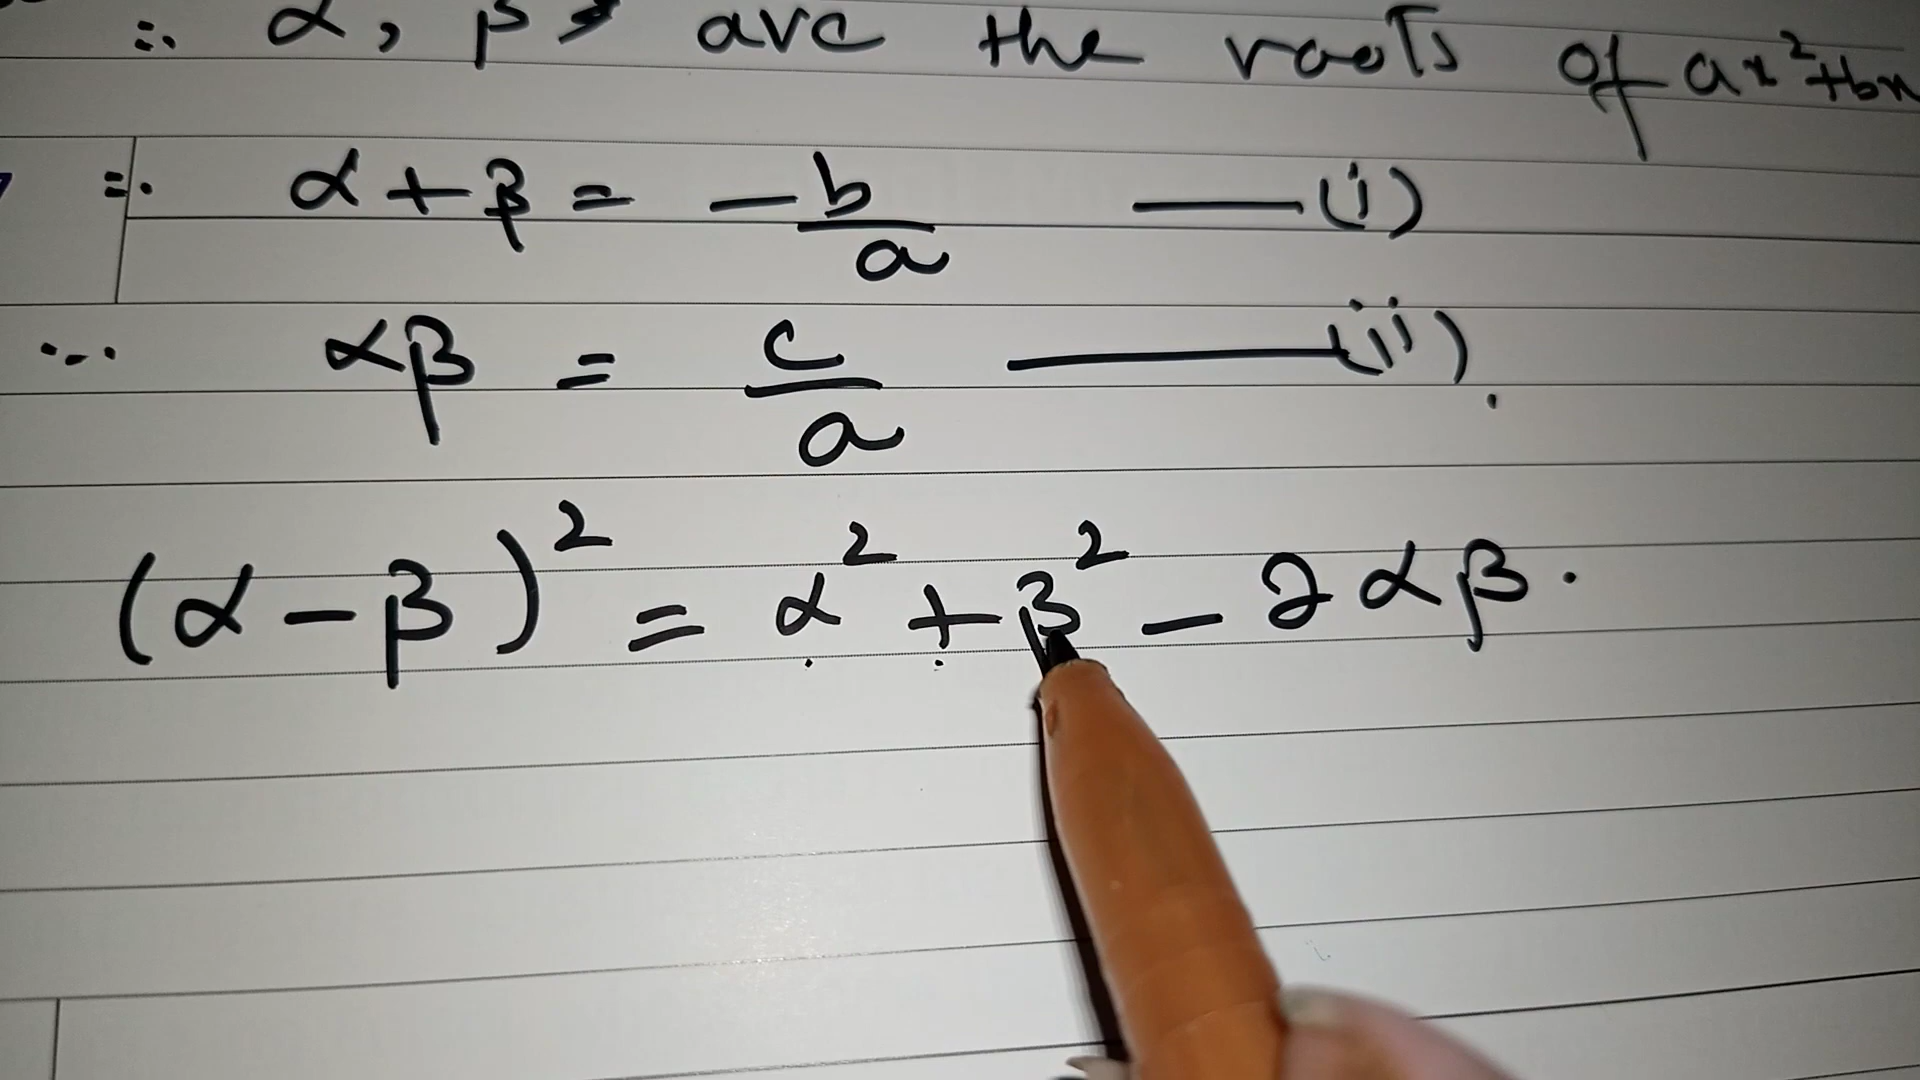 ∴ α, β are the roots of ax²+bx
∴ α + β = -b/a —(i)
∴ αβ = c/a —(ii).
(α - β)² = α² + β² - 2αβ.